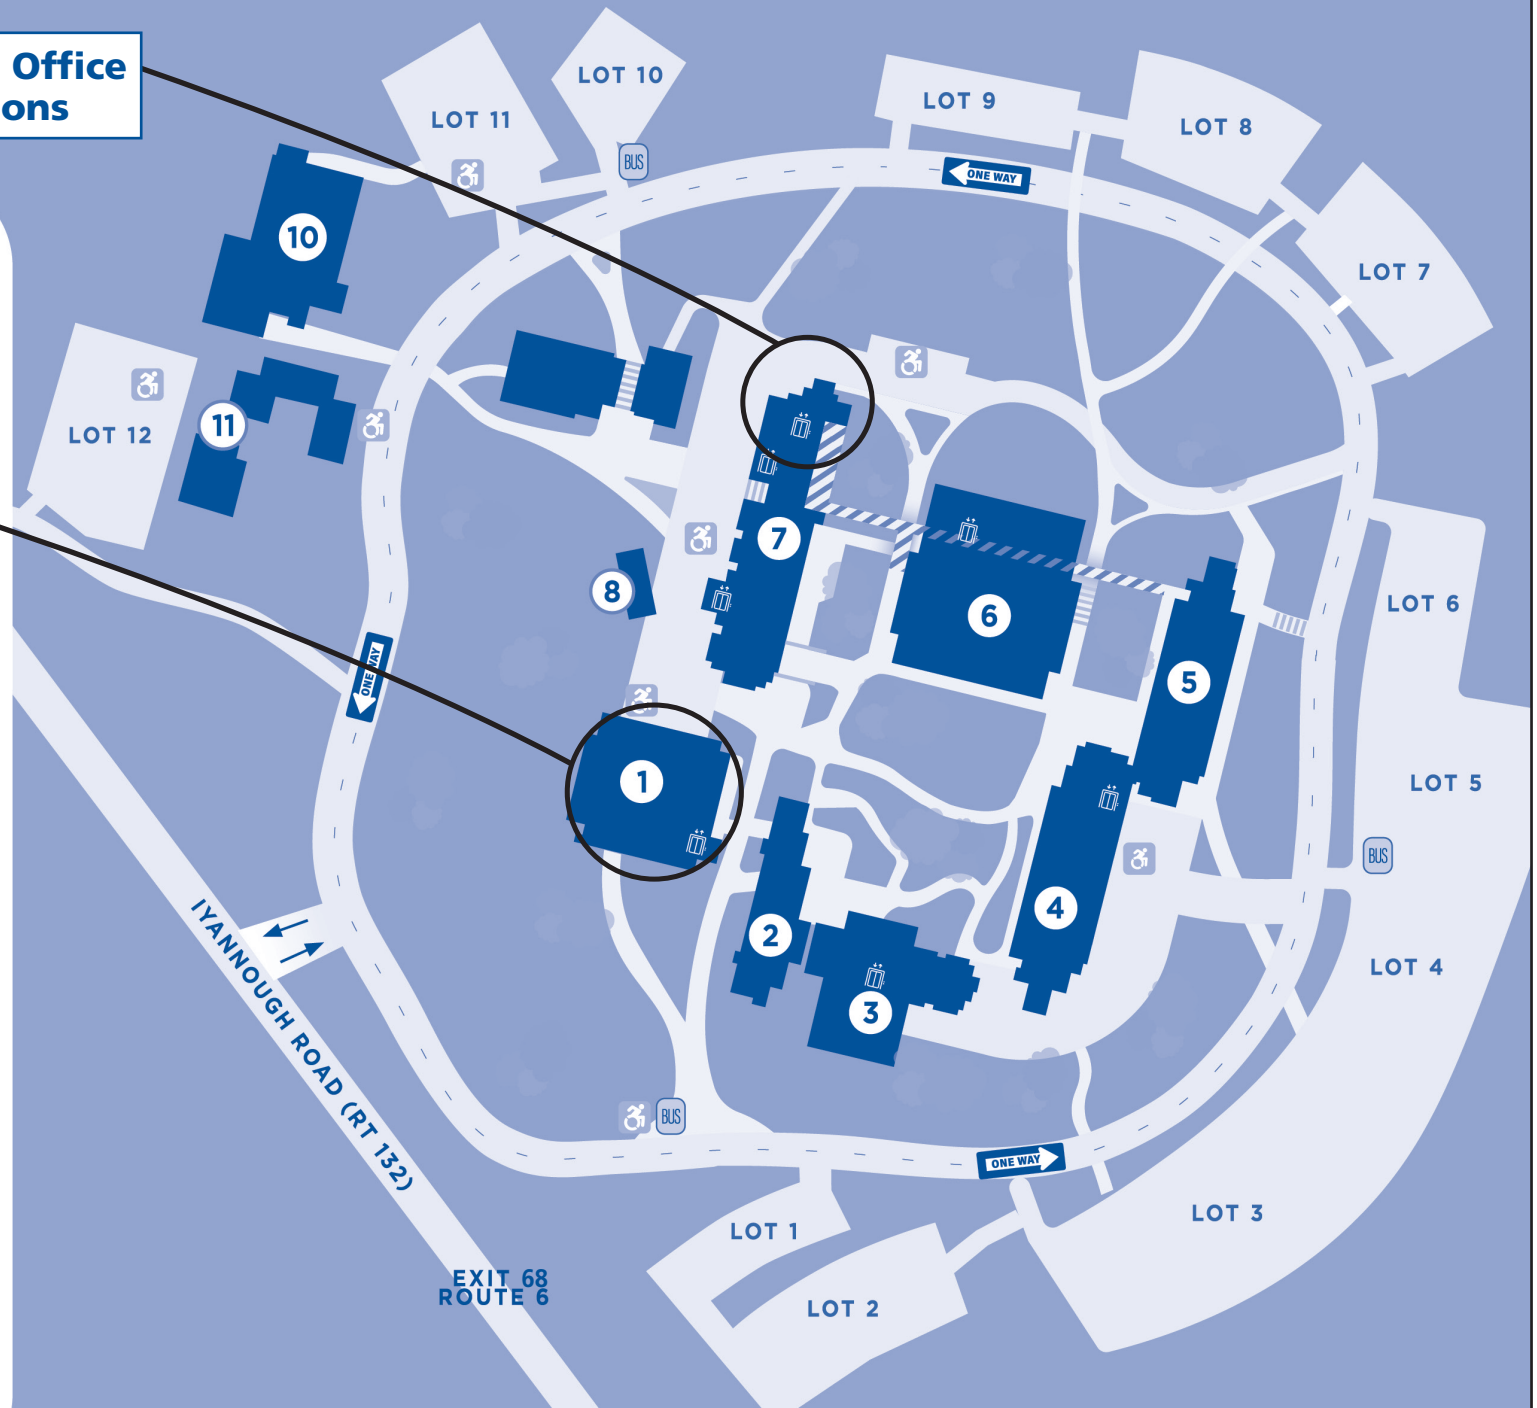 Office
ons
LOT 10
LOT 9
LOT 11
LOT 8
BUS
ONE WAY
10
LOT 7
11
LOT 12
7
8
6
LOT 6
ONE WAY
5
1
LOT 5
BUS
4
2
LOT 4
3
IYANNOUGH ROAD (RT 132)
BUS
ONE WAY
LOT 3
LOT 1
EXIT 68
ROUTE 6
LOT 2